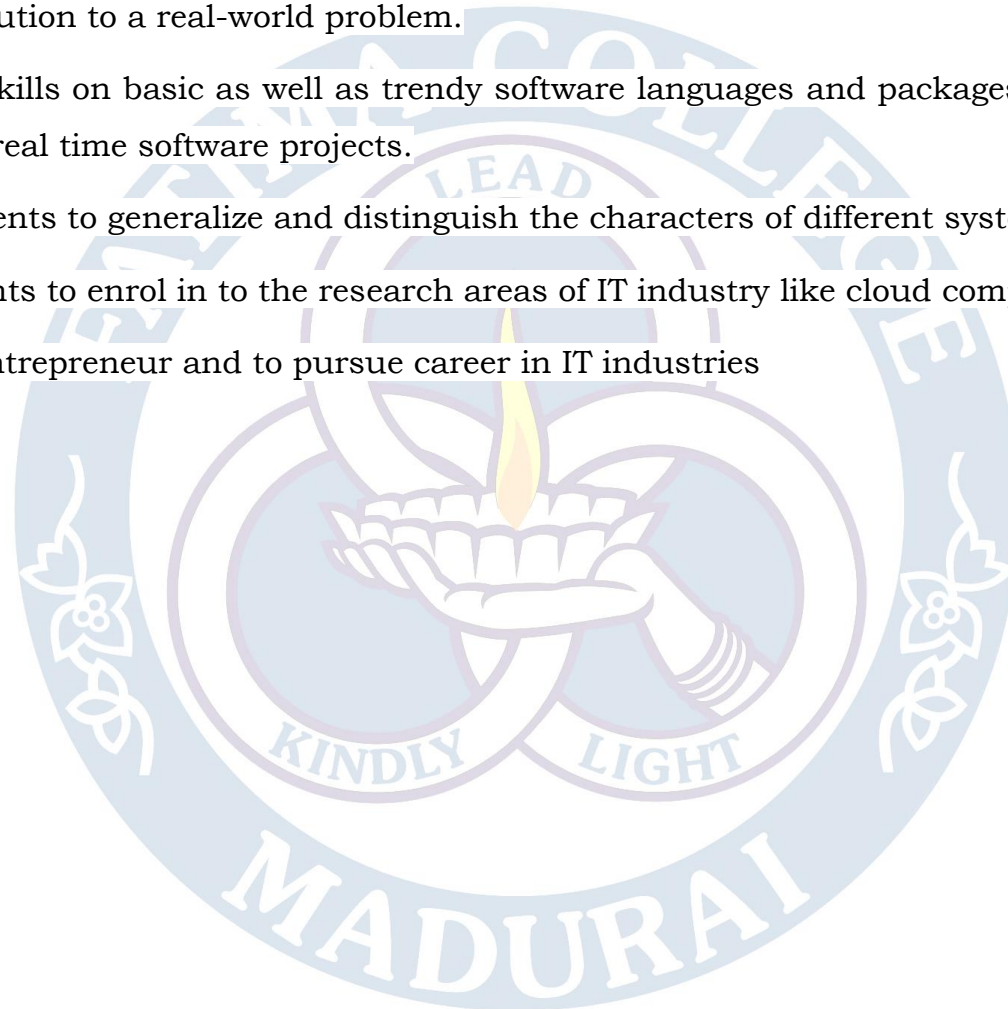 ution to a real-world problem.
kills on basic as well as trendy software languages and packages
real time software projects.
ents to generalize and distinguish the characters of different syst
nts to enrol in to the research areas of IT industry like cloud com
ntrepreneur and to pursue career in IT industries
FATIMA COLLEGE
LEAD
KINDLY
LIGHT
MADURAI